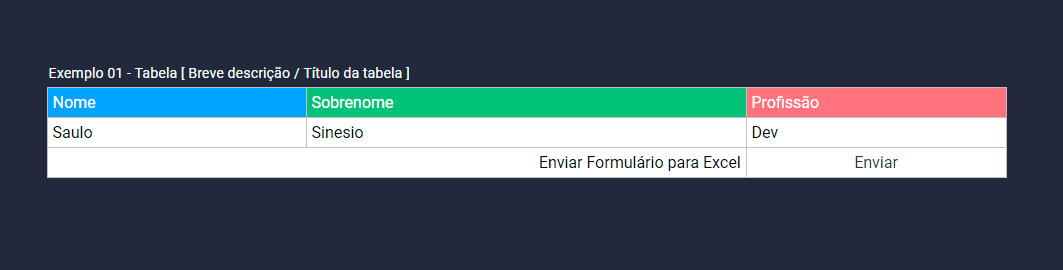 Exemplo 01 - Tabela [ Breve descrição / Título da tabela ]
Nome Sobrenome Profissão
Saulo Sinesio Dev
Enviar Formulário para Excel Enviar